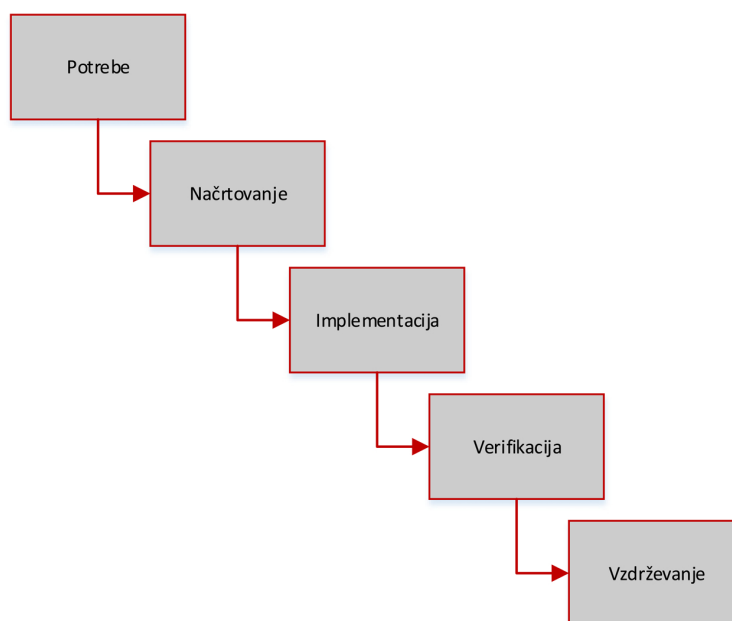 Potrebe
Načrtovanje
Implementacija
Verifikacija
Vzdrževanje